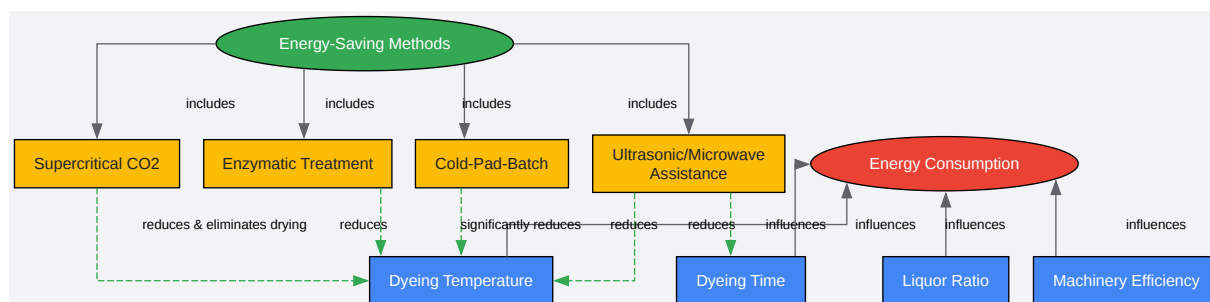 Energy-Saving Methods
includes
includes
includes
includes
Supercritical CO2
Enzymatic Treatment
Cold-Pad-Batch
Ultrasonic/Microwave
Assistance
Energy Consumption
reduces & eliminates drying
reduces
significantly reduces
reduces
reduces
influences
influences
influences
influences
Dyeing Temperature
Dyeing Time
Liquor Ratio
Machinery Efficiency